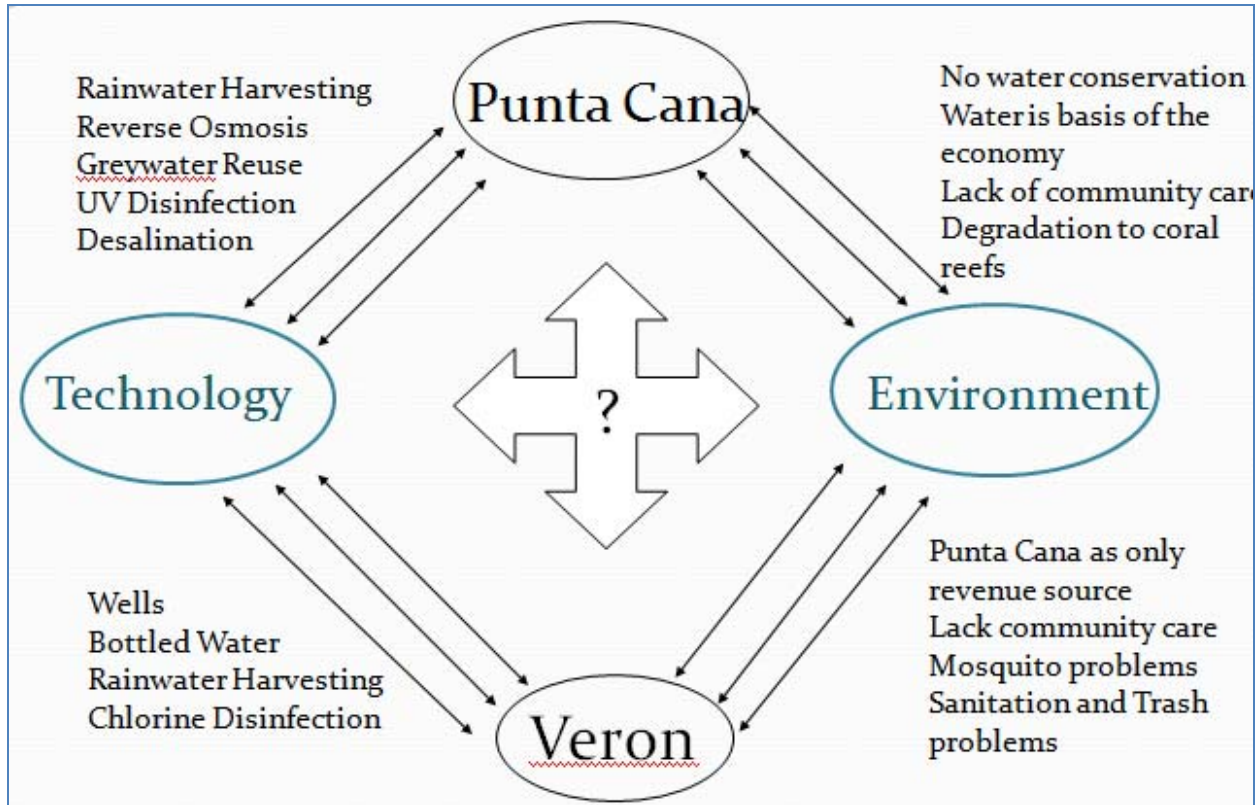 Punta Cana
Rainwater Harvesting
Reverse Osmosis
Greywater Reuse
UV Disinfection
Desalination
No water conservation
Water is basis of the
economy
Lack of community care
Degradation to coral
reefs
Technology
?
Environment
Wells
Bottled Water
Rainwater Harvesting
Chlorine Disinfection
Punta Cana as only
revenue source
Lack community care
Mosquito problems
Sanitation and Trash
problems
Veron